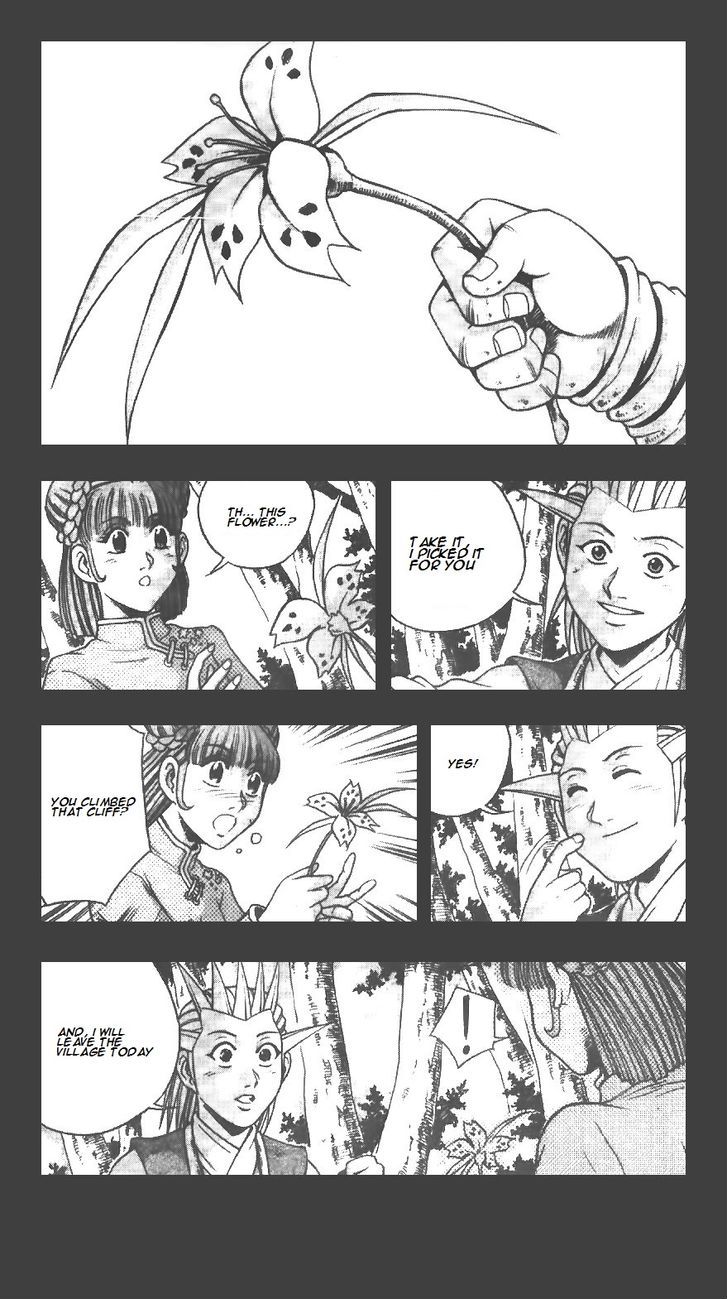 TH... THIS
FLOWER...?
TAKE IT,
I PICKED IT
FOR YOU
YOU CLIMBED
THAT CLIFF?
YES!
AND, I WILL
LEAVE THE
VILLAGE TODAY
!